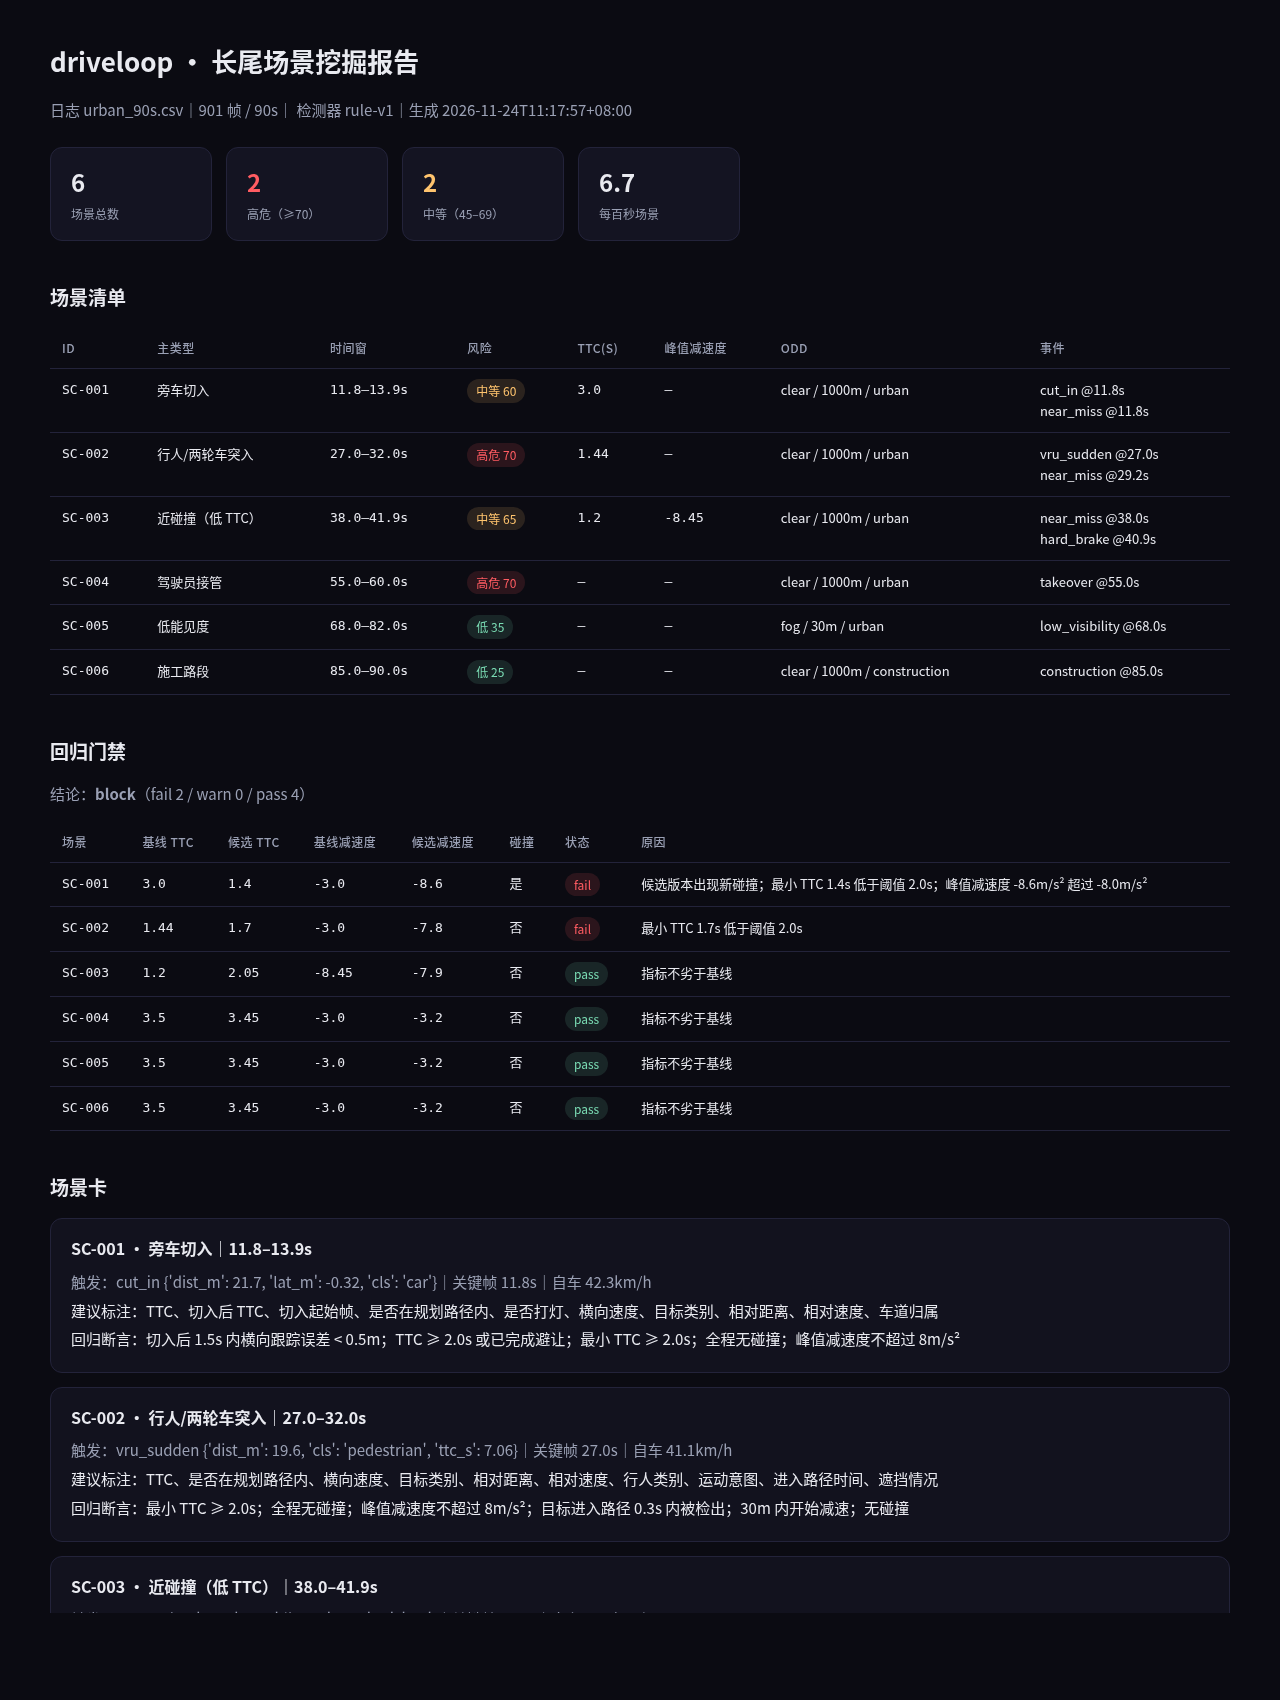 driveloop · 长尾场景挖掘报告
日志 urban_90s.csv｜901 帧 / 90s｜ 检测器 rule-v1｜生成 2026-11-24T11:17:57+08:00
6 2 2 6.7
场景总数 高危（≥70） 中等（45–69） 每百秒场景
场景清单
ID 主类型 时间窗 风险 TTC(S) 峰值减速度 ODD 事件
SC-001 旁车切入 11.8–13.9s 中等 60 3.0 — clear / 1000m / urban cut_in @11.8s
near_miss @11.8s
SC-002 行人/两轮车突入 27.0–32.0s 高危 70 1.44 — clear / 1000m / urban vru_sudden @27.0s
near_miss @29.2s
SC-003 近碰撞（低 TTC） 38.0–41.9s 中等 65 1.2 -8.45 clear / 1000m / urban near_miss @38.0s
hard_brake @40.9s
SC-004 驾驶员接管 55.0–60.0s 高危 70 — — clear / 1000m / urban takeover @55.0s
SC-005 低能见度 68.0–82.0s 低 35 — — fog / 30m / urban low_visibility @68.0s
SC-006 施工路段 85.0–90.0s 低 25 — — clear / 1000m / construction construction @85.0s
回归门禁
结论：block（fail 2 / warn 0 / pass 4）
场景 基线 TTC 候选 TTC 基线减速度 候选减速度 碰撞 状态 原因
SC-001 3.0 1.4 -3.0 -8.6 是 fail 候选版本出现新碰撞；最小 TTC 1.4s 低于阈值 2.0s；峰值减速度 -8.6m/s² 超过 -8.0m/s²
SC-002 1.44 1.7 -3.0 -7.8 否 fail 最小 TTC 1.7s 低于阈值 2.0s
SC-003 1.2 2.05 -8.45 -7.9 否 pass 指标不劣于基线
SC-004 3.5 3.45 -3.0 -3.2 否 pass 指标不劣于基线
SC-005 3.5 3.45 -3.0 -3.2 否 pass 指标不劣于基线
SC-006 3.5 3.45 -3.0 -3.2 否 pass 指标不劣于基线
场景卡
SC-001 · 旁车切入｜11.8–13.9s
触发：cut_in {'dist_m': 21.7, 'lat_m': -0.32, 'cls': 'car'}｜关键帧 11.8s｜自车 42.3km/h
建议标注：TTC、切入后 TTC、切入起始帧、是否在规划路径内、是否打灯、横向速度、目标类别、相对距离、相对速度、车道归属
回归断言：切入后 1.5s 内横向跟踪误差 < 0.5m；TTC ≥ 2.0s 或已完成避让；最小 TTC ≥ 2.0s；全程无碰撞；峰值减速度不超过 8m/s²
SC-002 · 行人/两轮车突入｜27.0–32.0s
触发：vru_sudden {'dist_m': 19.6, 'cls': 'pedestrian', 'ttc_s': 7.06}｜关键帧 27.0s｜自车 41.1km/h
建议标注：TTC、是否在规划路径内、横向速度、目标类别、相对距离、相对速度、行人类别、运动意图、进入路径时间、遮挡情况
回归断言：最小 TTC ≥ 2.0s；全程无碰撞；峰值减速度不超过 8m/s²；目标进入路径 0.3s 内被检出；30m 内开始减速；无碰撞
SC-003 · 近碰撞（低 TTC）｜38.0–41.9s